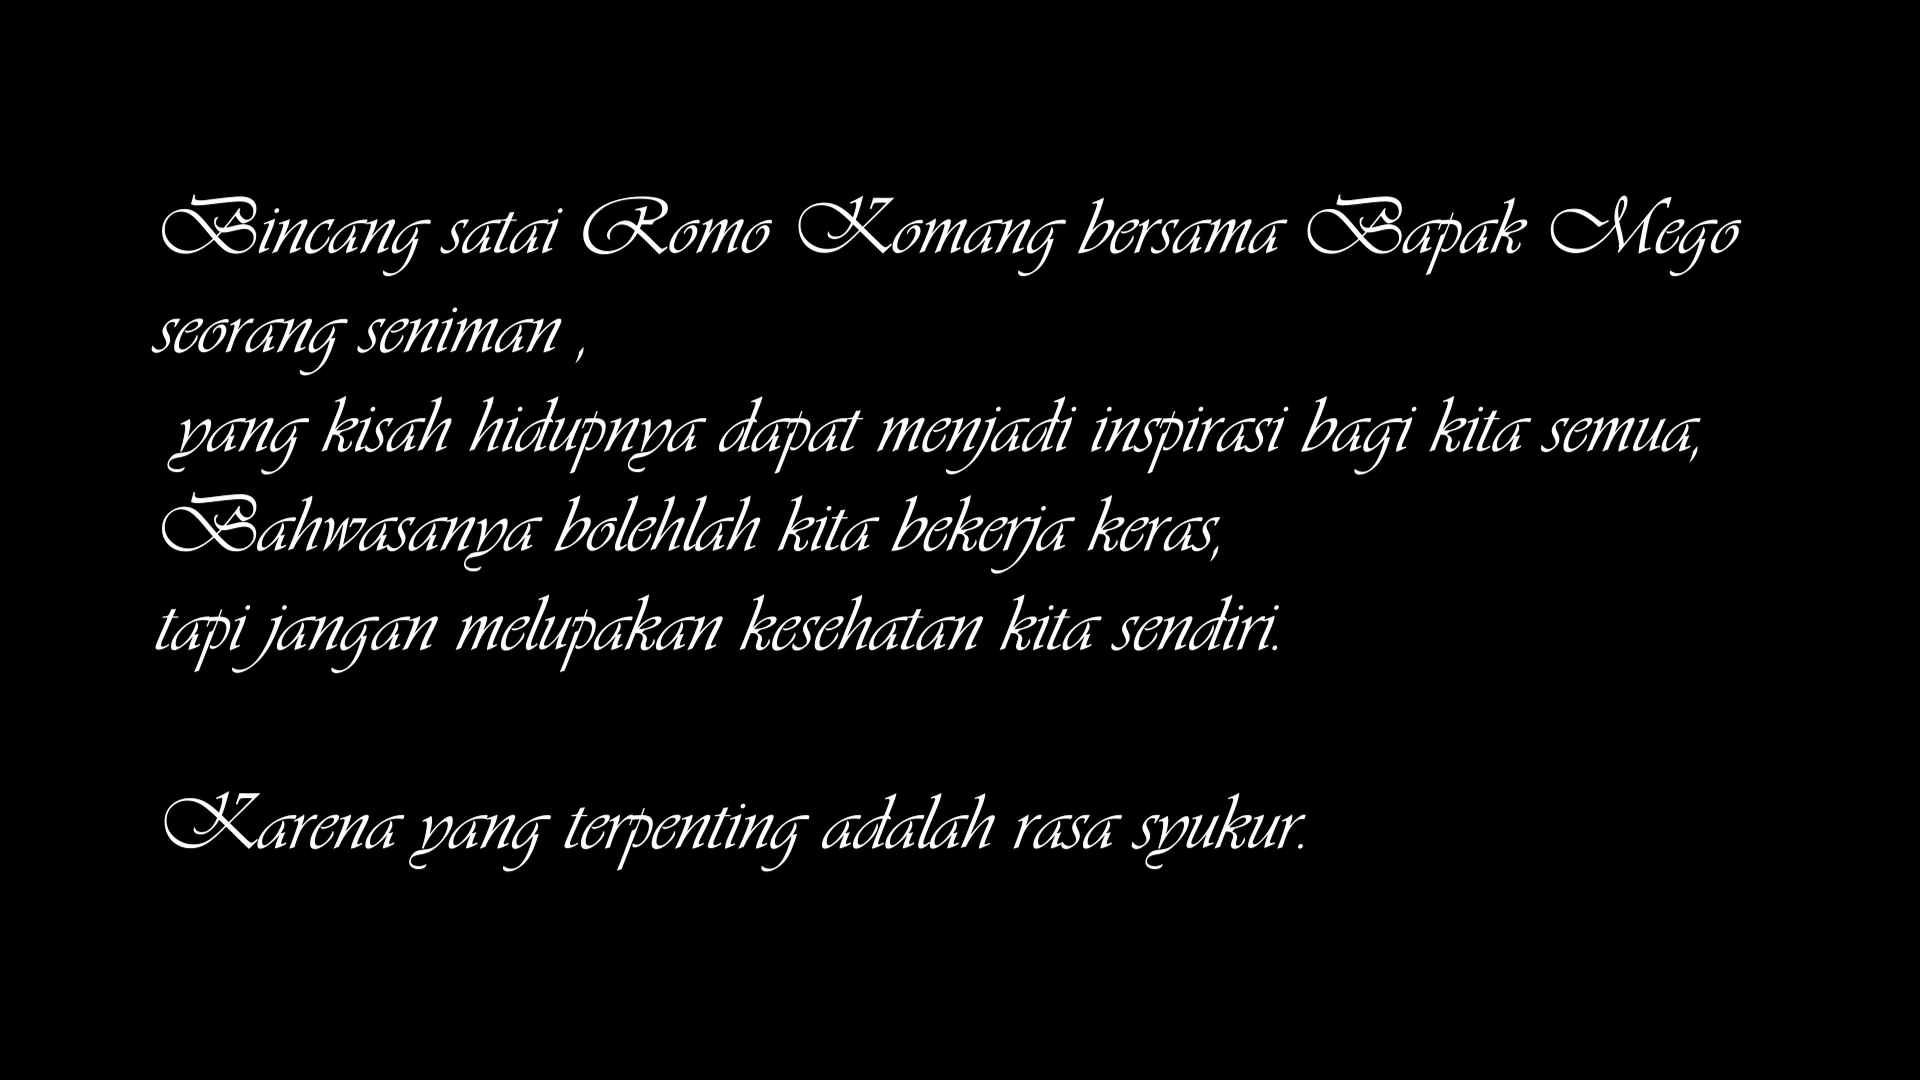 Bincang satai Romo Komang bersama Bapak Mego
seorang seniman ,
yang kisah hidupnya dapat menjadi inspirasi bagi kita semua,
Bahwasanya bolehlah kita bekerja keras,
tapi jangan melupakan kesehatan kita sendiri.
Karena yang terpenting adalah rasa syukur.